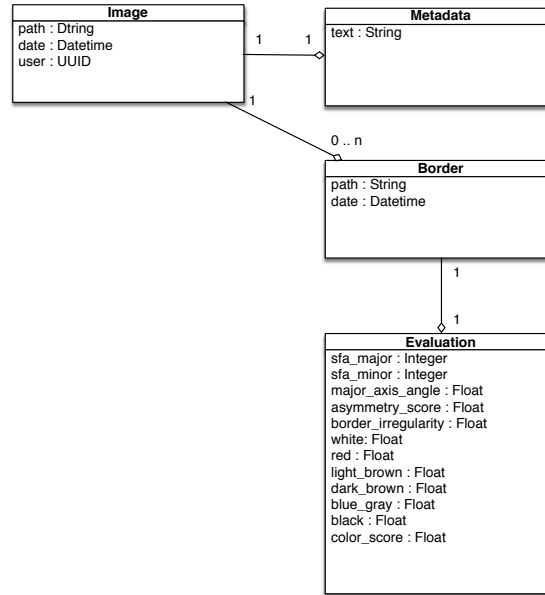 Image
path : Dtring
date : Datetime
user : UUID
1
1
Metadata
text : String
1
0 .. n
Border
path : String
date : Datetime
1
1
Evaluation
sfa_major : Integer
sfa_minor : Integer
major_axis_angle : Float
asymmetry_score : Float
border_irregularity : Float
white: Float
red : Float
light_brown : Float
dark_brown : Float
blue_gray : Float
black : Float
color_score : Float